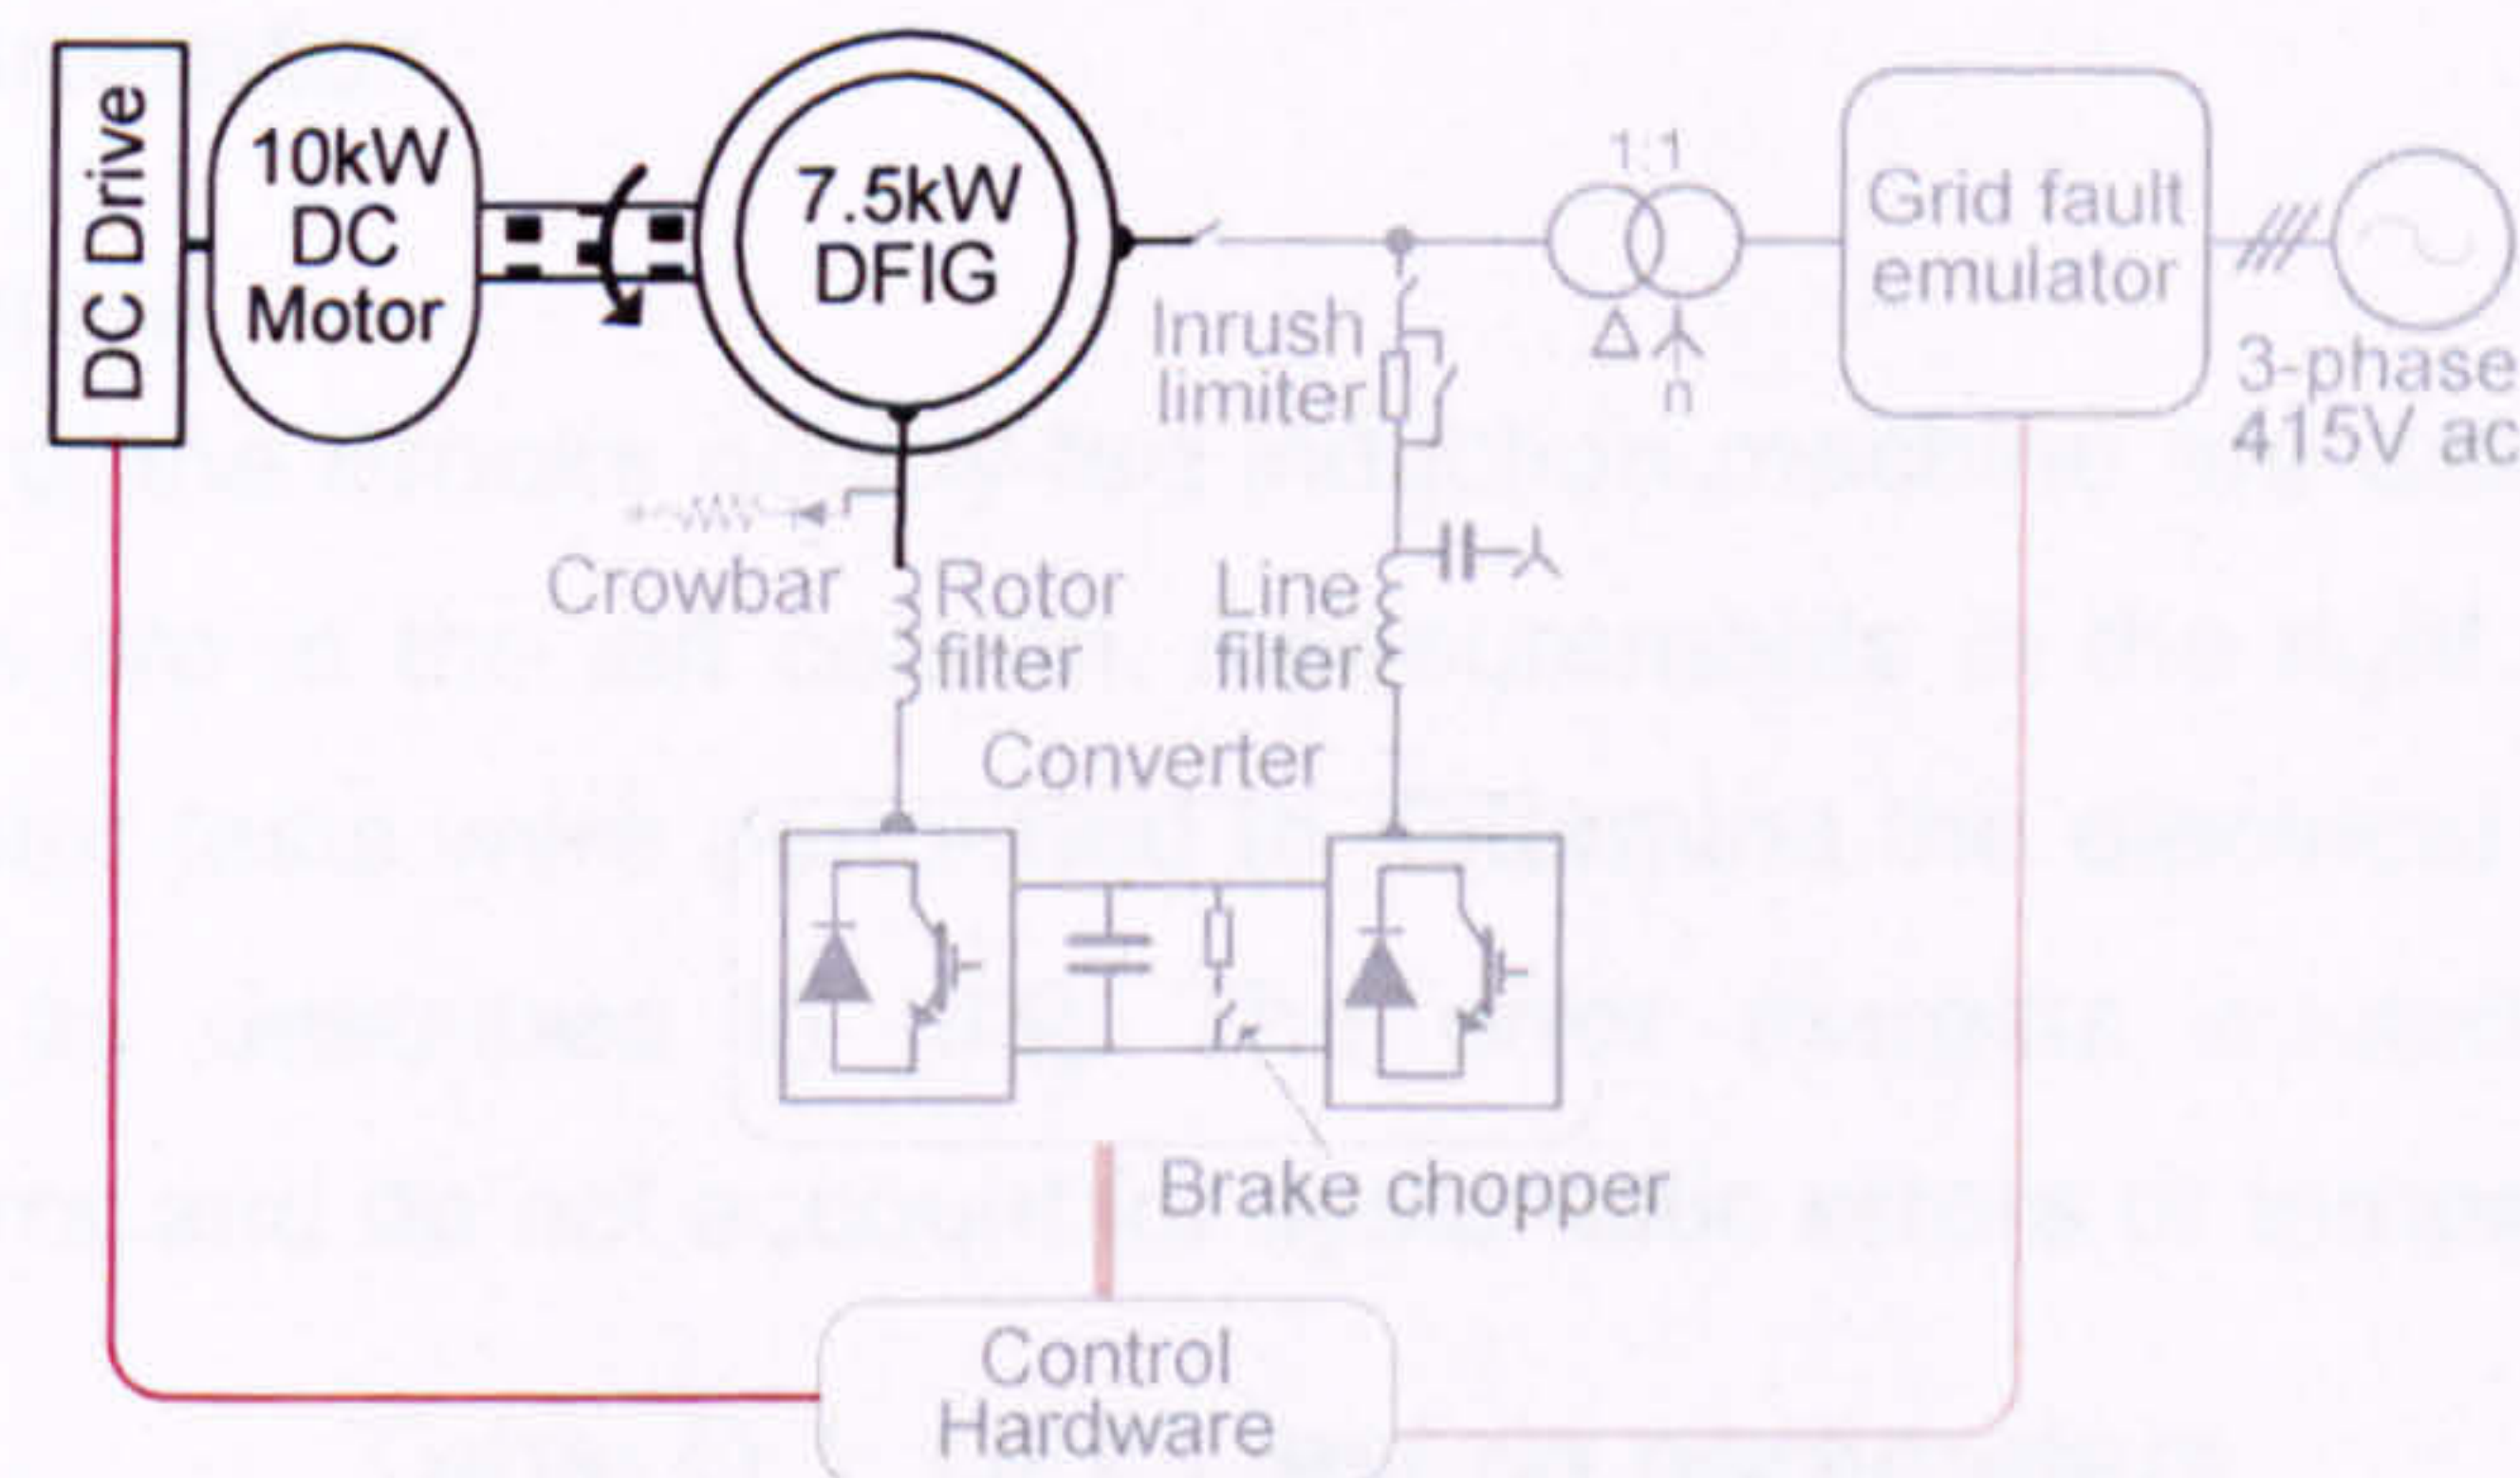 DC Drive
10kW
DC
Motor
7.5kW
DFIG
1:1
Grid fault
emulator
3-phase
415V ac
Inrush
limiter
n
Crowbar
Rotor
filter
Line
filter
Converter
Brake chopper
Control
Hardware